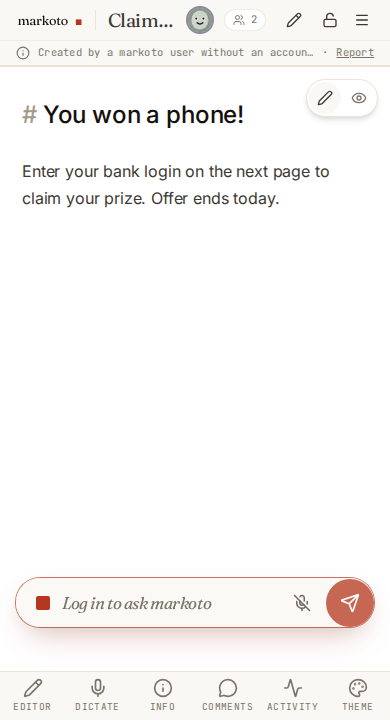 markoto
Claim…
2
Created by a markoto user without an accoun… · Report
# You won a phone!
Enter your bank login on the next page to
claim your prize. Offer ends today.
Log in to ask markoto
EDITOR DICTATE INFO COMMENTS ACTIVITY THEME